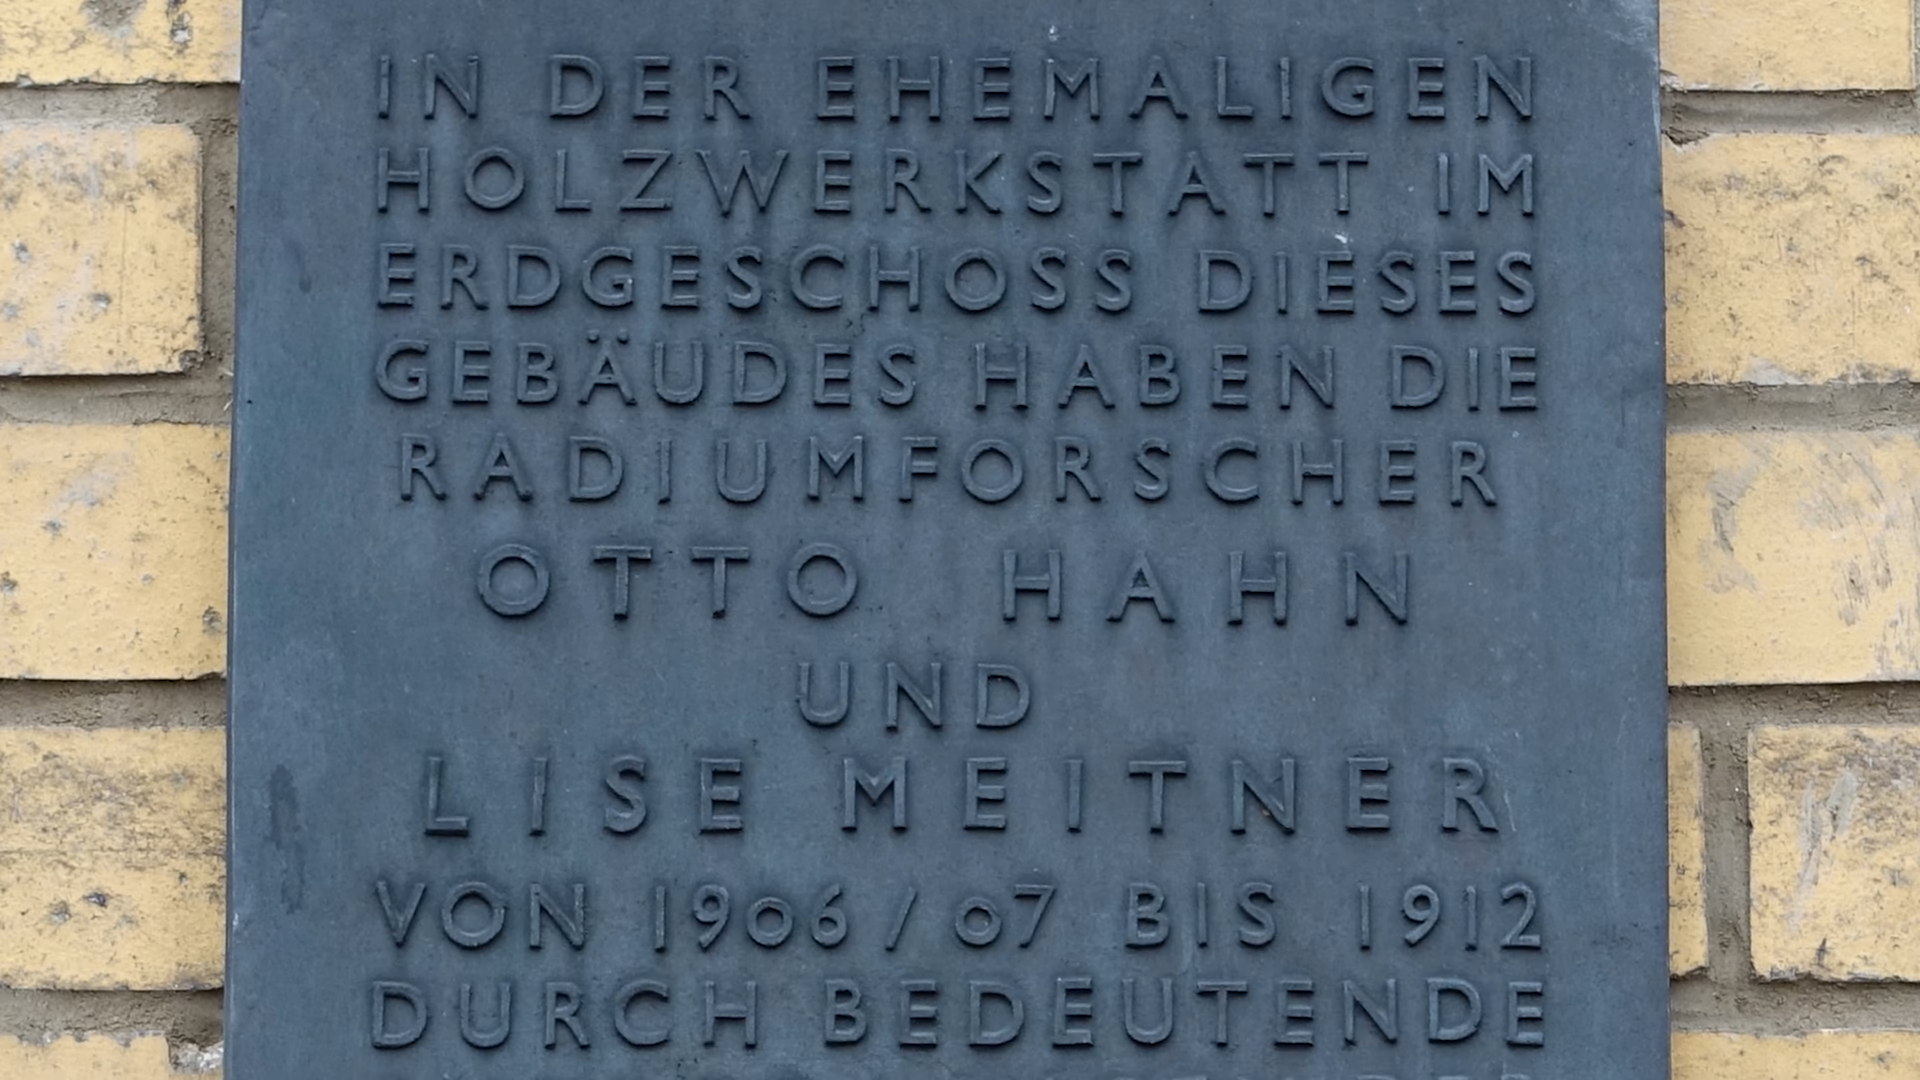 IN DER EHEMALIGEN
HOLZWERKSTATT IM
ERDGESCHOSS DIESES
GEBÄUDES HABEN DIE
RADIUMFORSCHER
OTTO HAHN
UND
LISE MEITNER
VON 1906/07 BIS 1912
DURCH BEDEUTENDE